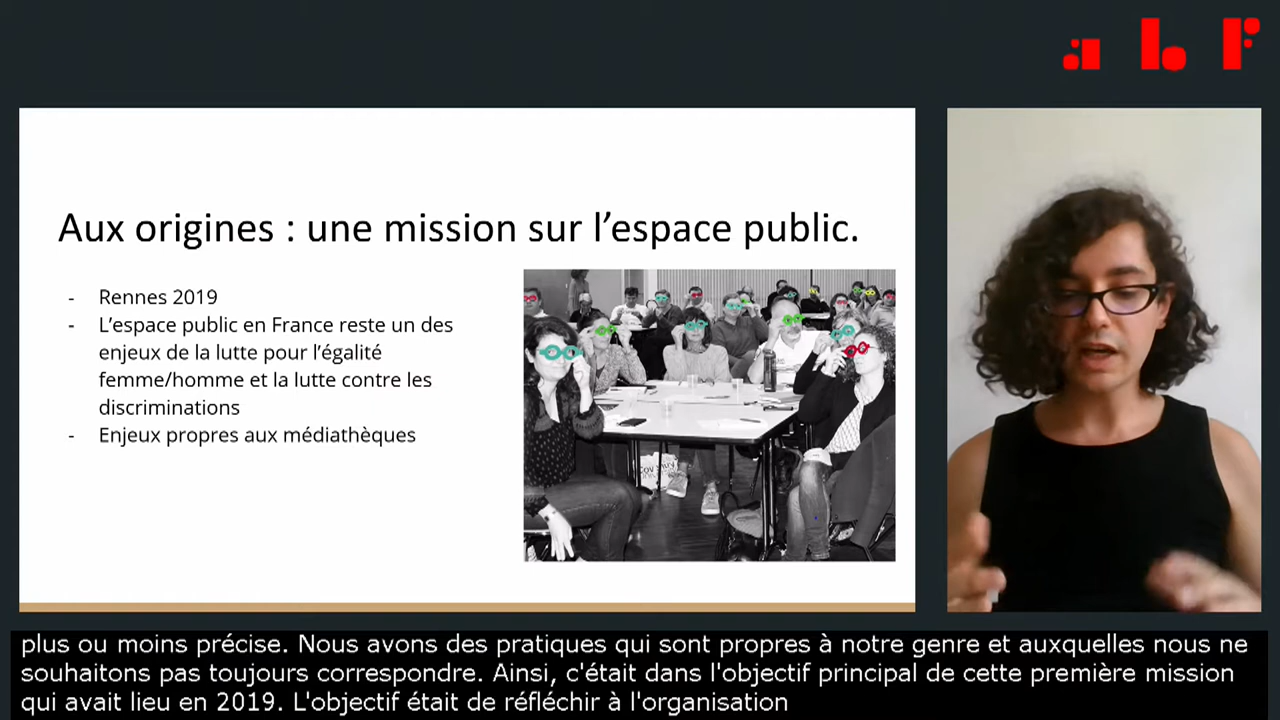 abF
Aux origines : une mission sur l’espace public.
- Rennes 2019
- L’espace public en France reste un des
enjeux de la lutte pour l’égalité
femme/homme et la lutte contre les
discriminations
- Enjeux propres aux médiathèques
plus ou moins précise. Nous avons des pratiques qui sont propres à notre genre et auxquelles nous ne
souhaitons pas toujours correspondre. Ainsi, c'était dans l'objectif principal de cette première mission
qui avait lieu en 2019. L'objectif était de réfléchir à l'organisation